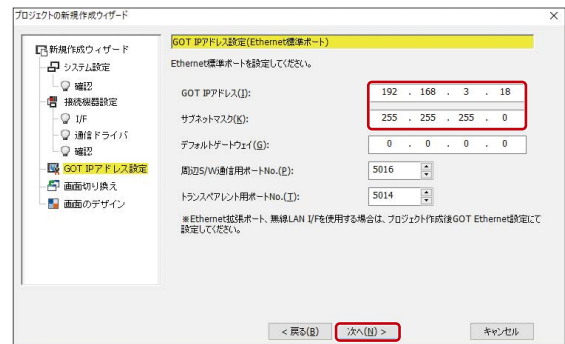 プロジェクトの新規作成ウィザード
新規作成ウィザード
システム設定
確認
接続機器設定
I/F
通信ドライバ
確認
GOT IPアドレス設定
画面切り換え
画面のデザイン
GOT IPアドレス設定(Ethernet標準ポート)
Ethernet標準ポートを設定してください。
GOT IPアドレス(I): 192 . 168 . 3 . 18
サブネットマスク(K): 255 . 255 . 255 . 0
デフォルトゲートウェイ(G): 0 . 0 . 0 . 0
周辺S/W通信用ポートNo.(P): 5016
トランスペアレント用ポートNo.(T): 5014
※Ethernet拡張ポート、無線LAN I/Fを使用する場合は、プロジェクト作成後GOT Ethernet設定にて
設定してください。
< 戻る(B) 次へ(N) > キャンセル